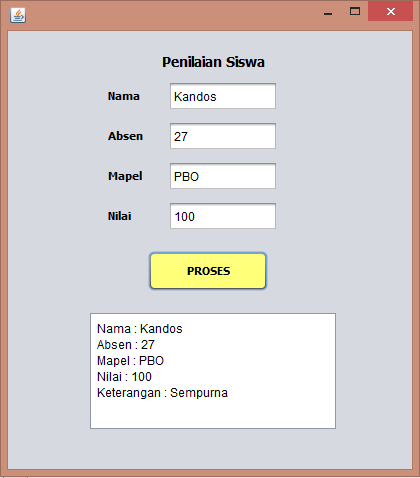 Penilaian Siswa
Nama Kandos
Absen 27
Mapel PBO
Nilai 100
PROSES
Nama : Kandos
Absen : 27
Mapel : PBO
Nilai : 100
Keterangan : Sempurna